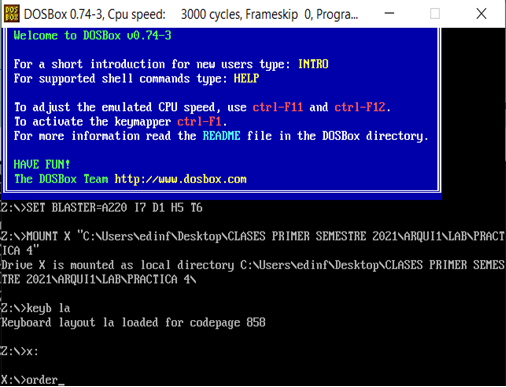 DOSBox 0.74-3, Cpu speed: 3000 cycles, Frameskip 0, Progra...
Welcome to DOSBox v0.74-3
For a short introduction for new users type: INTRO
For supported shell commands type: HELP
To adjust the emulated CPU speed, use ctrl-F11 and ctrl-F12.
To activate the keymapper ctrl-F1.
For more information read the README file in the DOSBox directory.
HAVE FUN!
The DOSBox Team http://www.dosbox.com
Z:\>SET BLASTER=A220 I7 D1 H5 T6
Z:\>MOUNT X "C:\Users\edinf\Desktop\CLASES PRIMER SEMESTRE 2021\ARQUI1\LAB\PRACT
ICA 4"
Drive X is mounted as local directory C:\Users\edinf\Desktop\CLASES PRIMER SEMES
TRE 2021\ARQUI1\LAB\PRACTICA 4\
Z:\>keyb la
Keyboard layout la loaded for codepage 858
Z:\>x:
X:\>order_